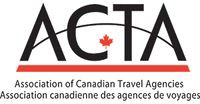 ACTA
Association of Canadian Travel Agencies
Association canadienne des agences de voyages